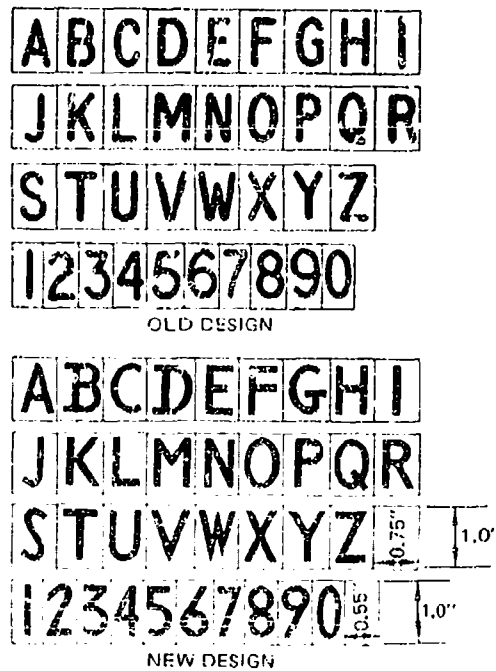 ABCDEFGHI
JKLMNOPQR
STUVWXYZ
1234567890
OLD DESIGN
ABCDEFGHI
JKLMNOPQR
STUVWXYZ 0.75" 1.0"
1234567890 0.55 1.0"
NEW DESIGN